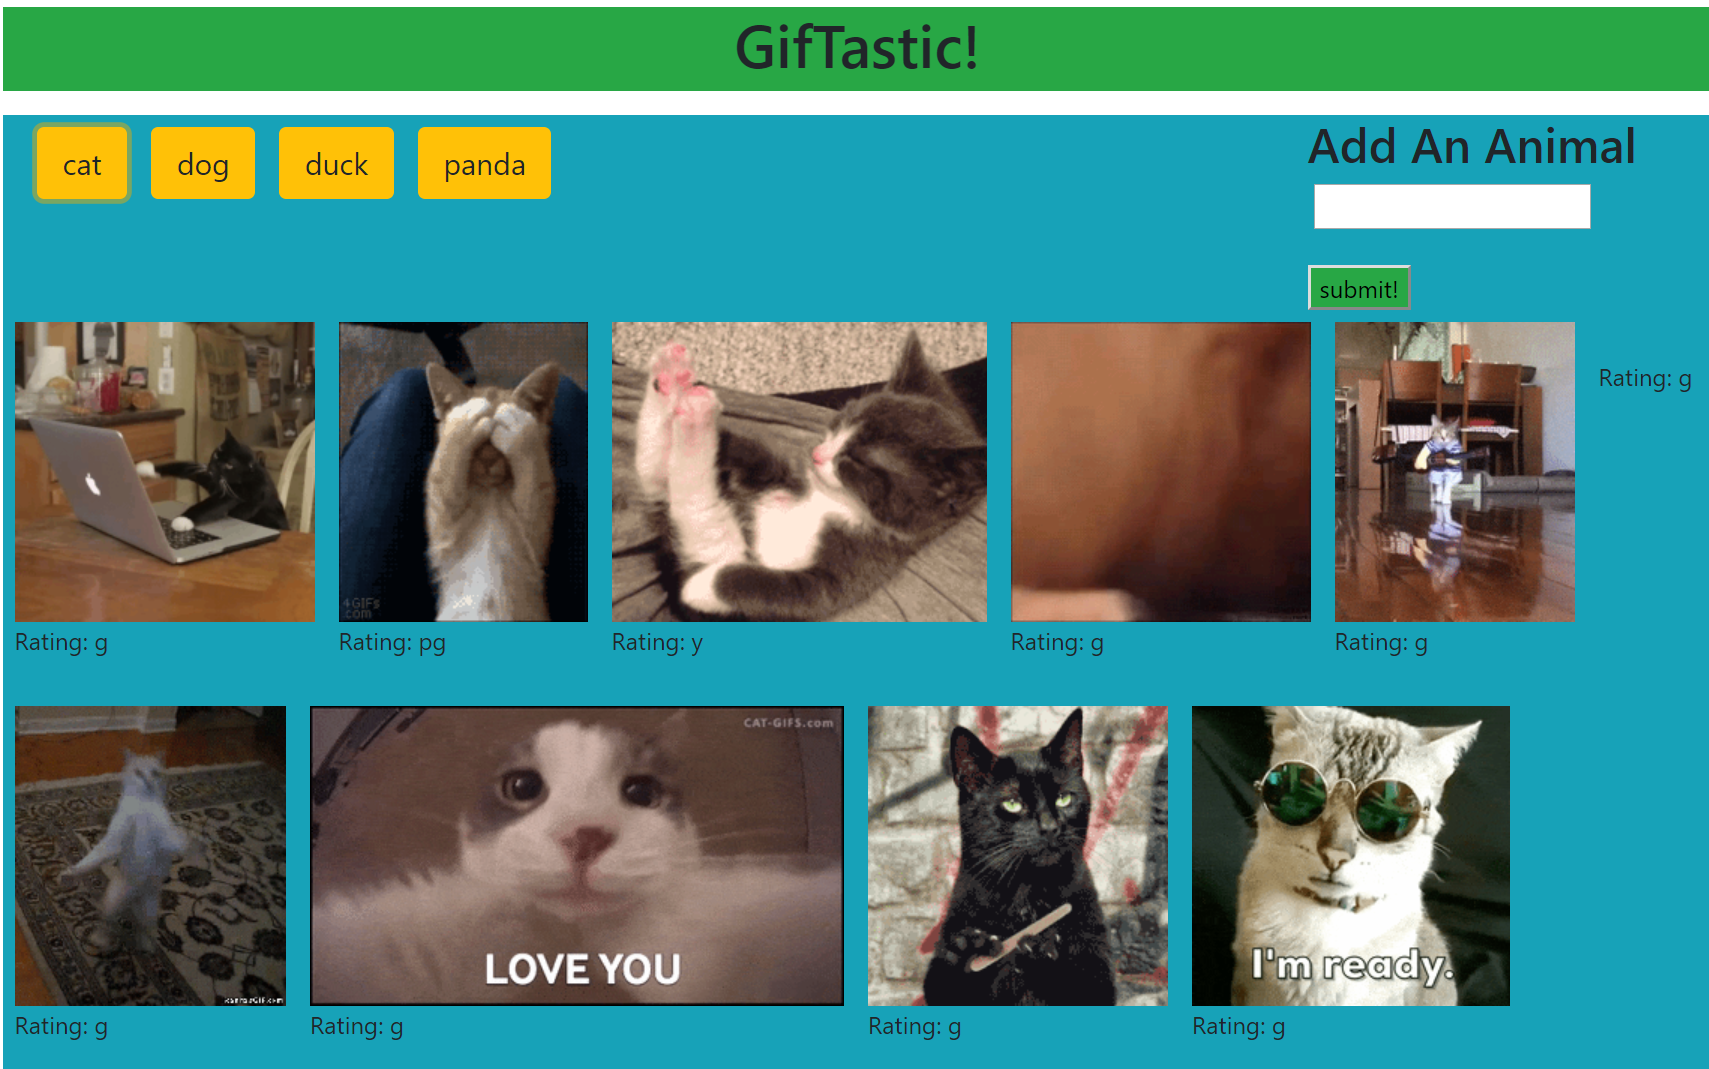 GifTastic!
cat
dog
duck
panda
Add An Animal
submit!
4GIFs
.com
Rating: g
Rating: pg
Rating: y
Rating: g
Rating: g
Rating: g
CAT-GIFS.com
LOVE YOU
I'm ready.
Rating: g
Rating: g
Rating: g
Rating: g